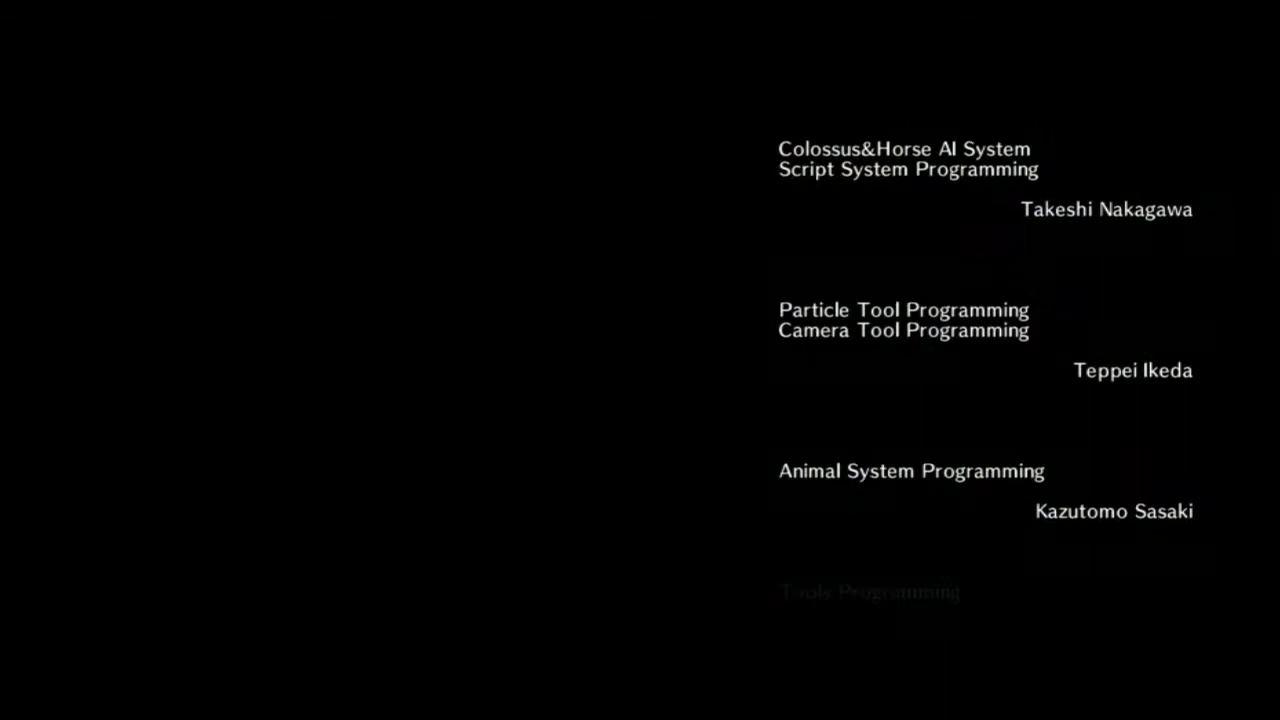 Colossus&Horse AI System
Script System Programming
Takeshi Nakagawa
Particle Tool Programming
Camera Tool Programming
Teppei Ikeda
Animal System Programming
Kazutomo Sasaki
Programming